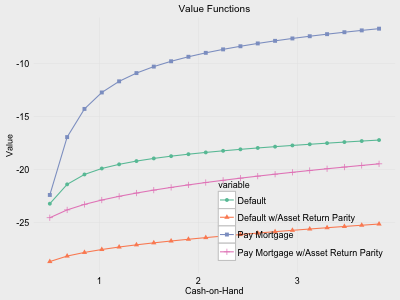 Value Functions
-10
-15
-20
-25
Value
variable
Default
Default w/Asset Return Parity
Pay Mortgage
Pay Mortgage w/Asset Return Parity
1
2
3
Cash-on-Hand